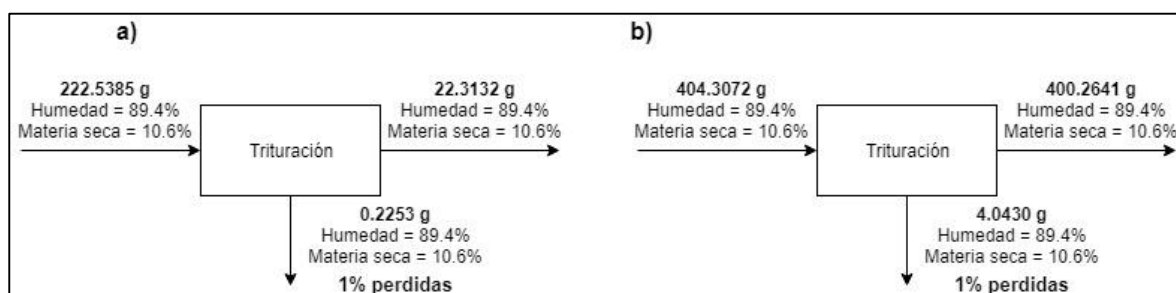 a)
222.5385 g
Humedad = 89.4%
Materia seca = 10.6%
Trituración
22.3132 g
Humedad = 89.4%
Materia seca = 10.6%
0.2253 g
Humedad = 89.4%
Materia seca = 10.6%
1% perdidas
b)
404.3072 g
Humedad = 89.4%
Materia seca = 10.6%
Trituración
400.2641 g
Humedad = 89.4%
Materia seca = 10.6%
4.0430 g
Humedad = 89.4%
Materia seca = 10.6%
1% perdidas